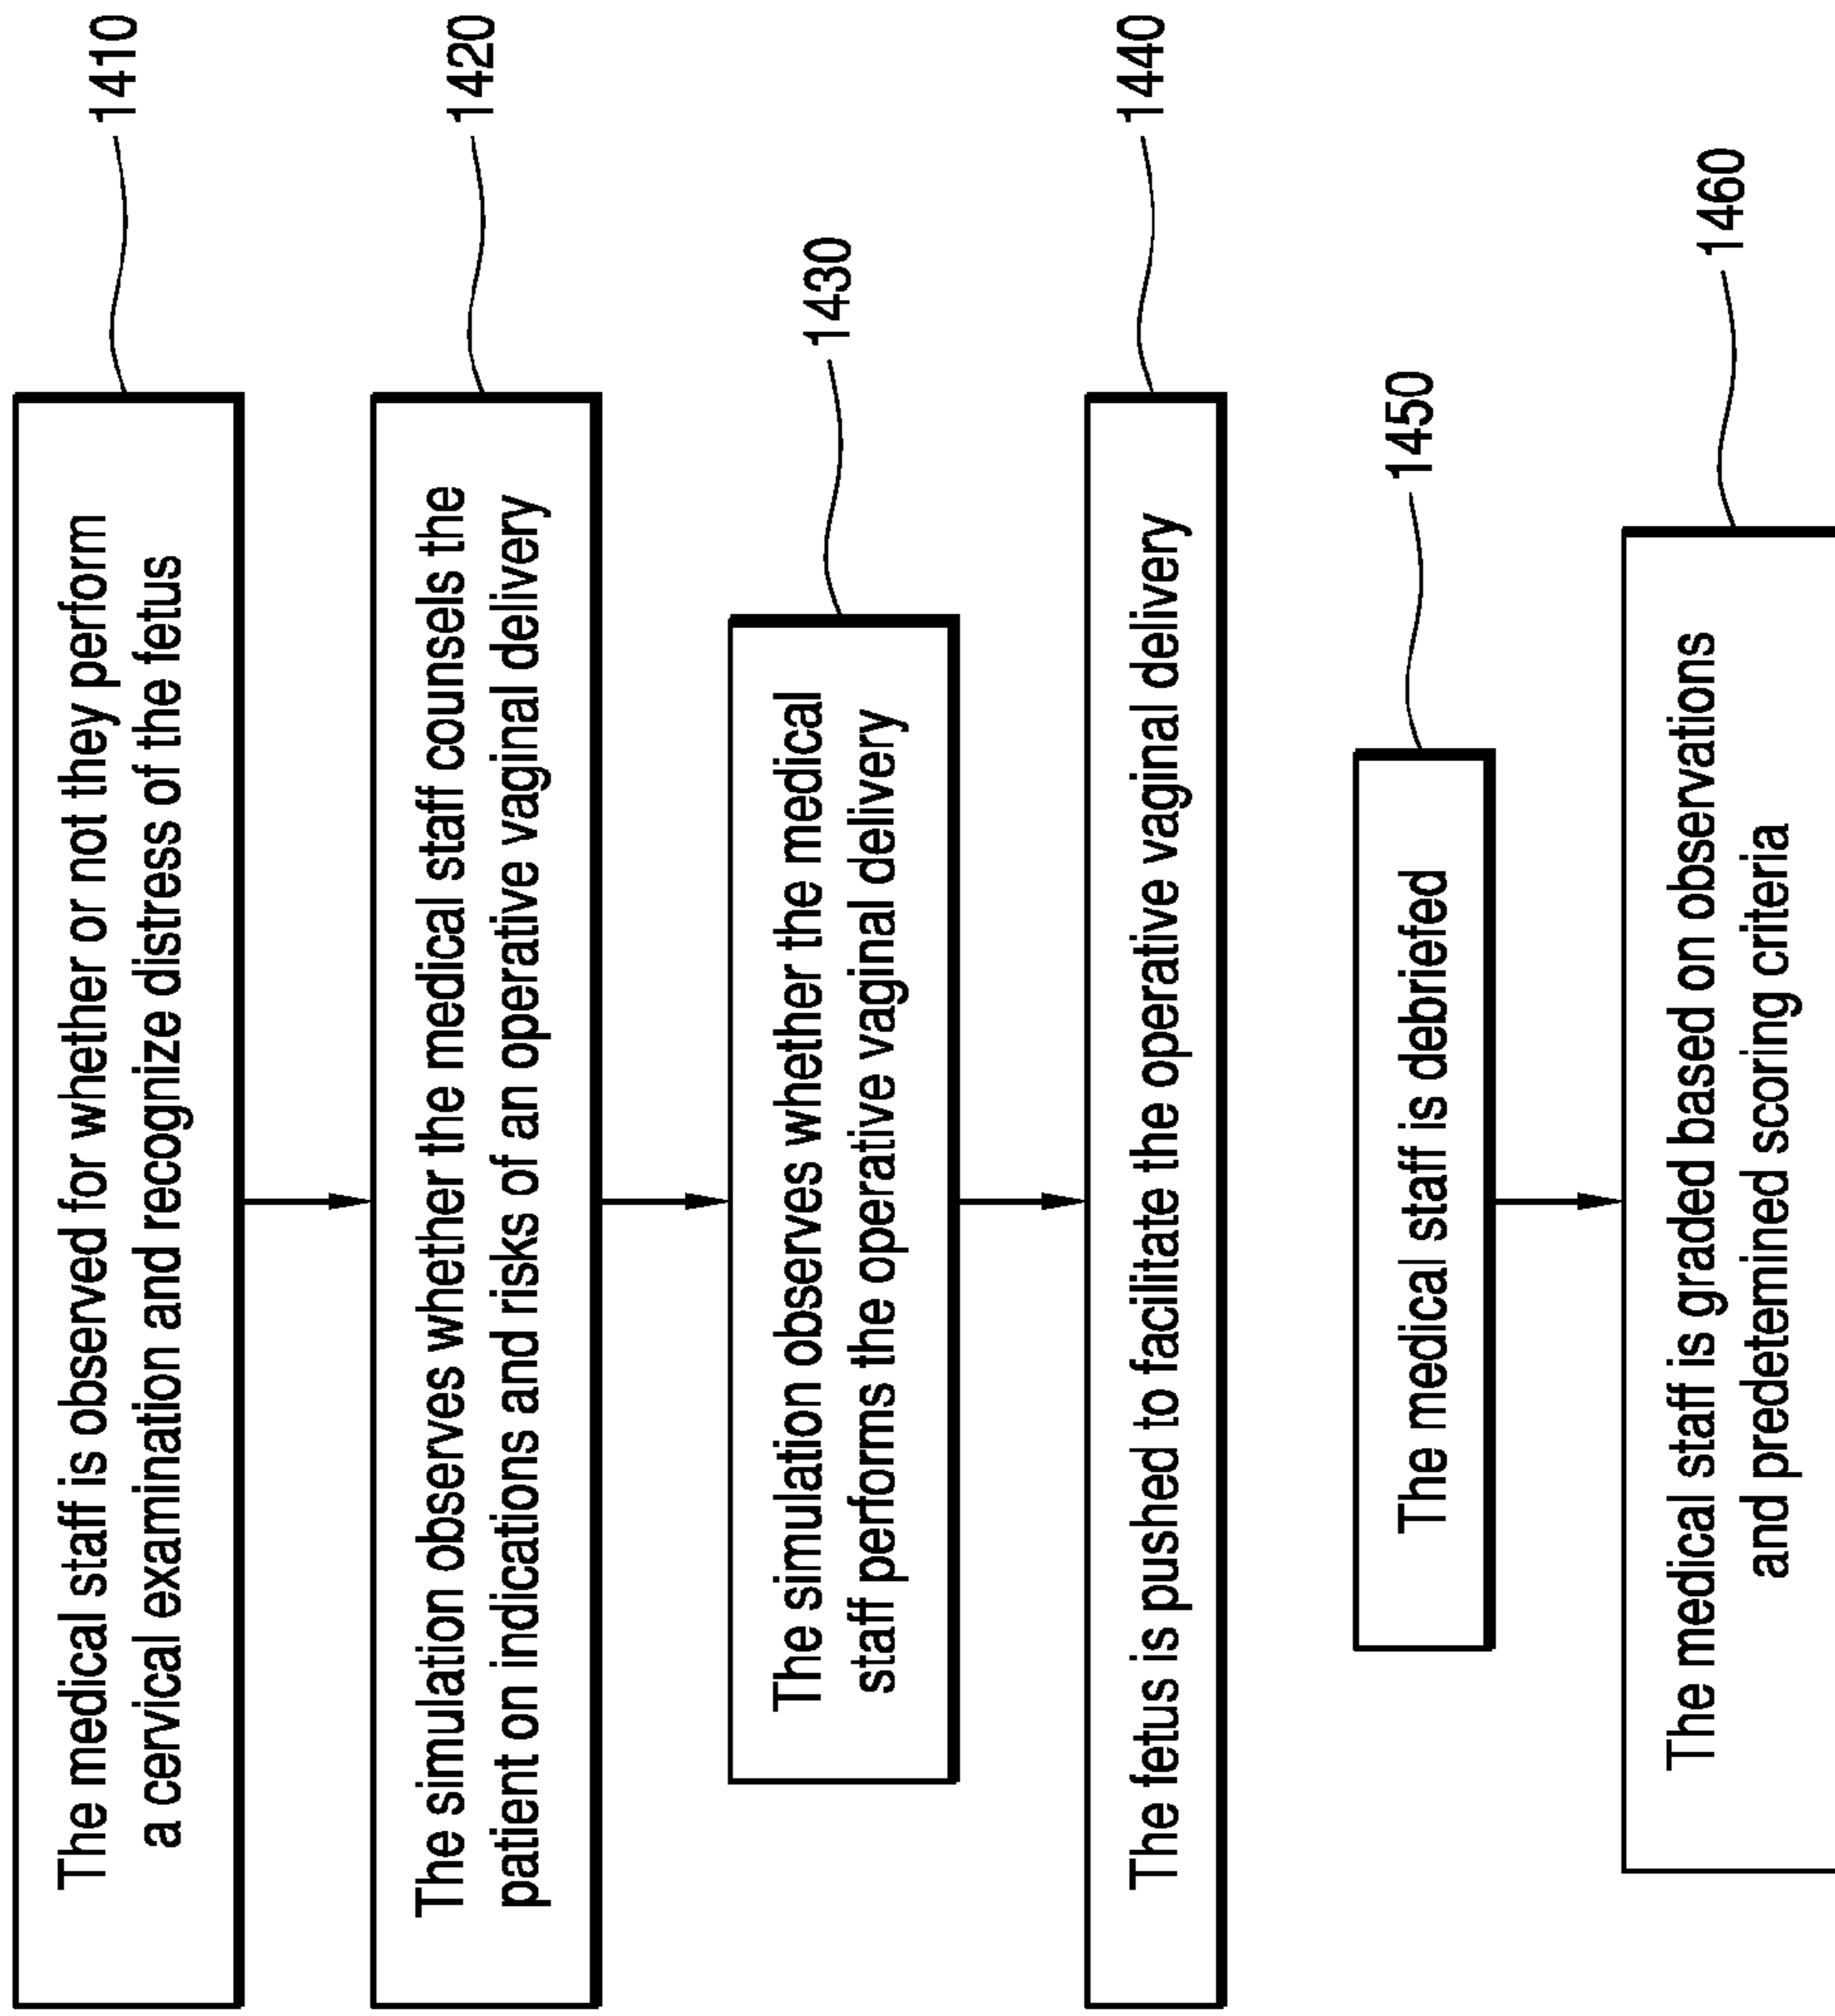 The medical staff is observed for whether or not they perform
a cervical examination and recognize distress of the fetus
1410
The simulation observes whether the medical staff counsels the
patient on indications and risks of an operative vaginal delivery
1420
The simulation observes whether the medical
staff performs the operative vaginal delivery
1430
The fetus is pushed to facilitate the operative vaginal delivery
1440
The medical staff is debriefed
1450
The medical staff is graded based on observations
and predetemined scoring criteria
1460